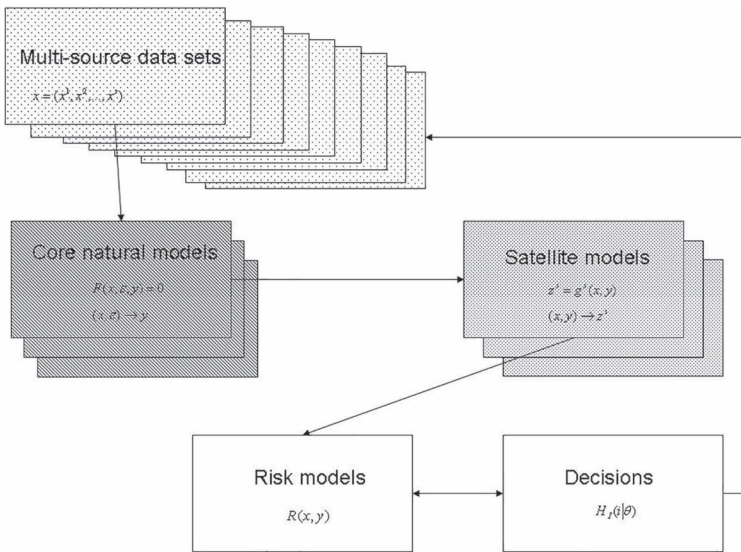 Multi-source data sets
x = (x¹, x², ..., xˢ)
Core natural models
F(x, ε, y) = 0
(x, ε) → y
Satellite models
zˢ = gˢ(x, y)
(x, y) → zˢ
Risk models
R(x, y)
Decisions
H_I(i|θ)